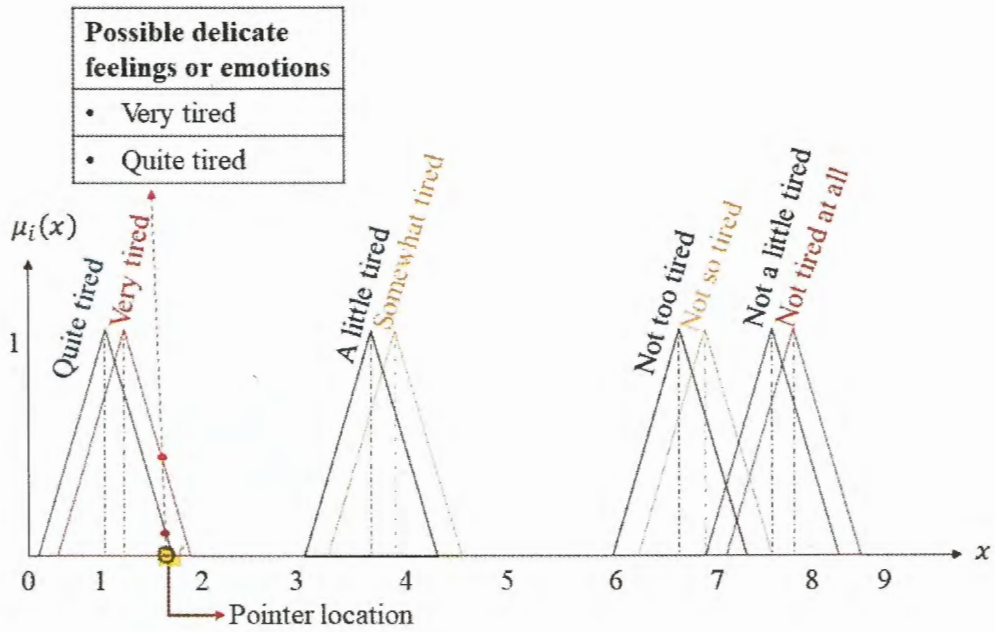 Possible delicate
feelings or emotions
• Very tired
• Quite tired
μᵢ(x)
1
Quite tired
Very tired
A little tired
Somewhat tired
Not too tired
Not so tired
Not a little tired
Not tired at all
0 1 2 3 4 5 6 7 8 9 x
Pointer location